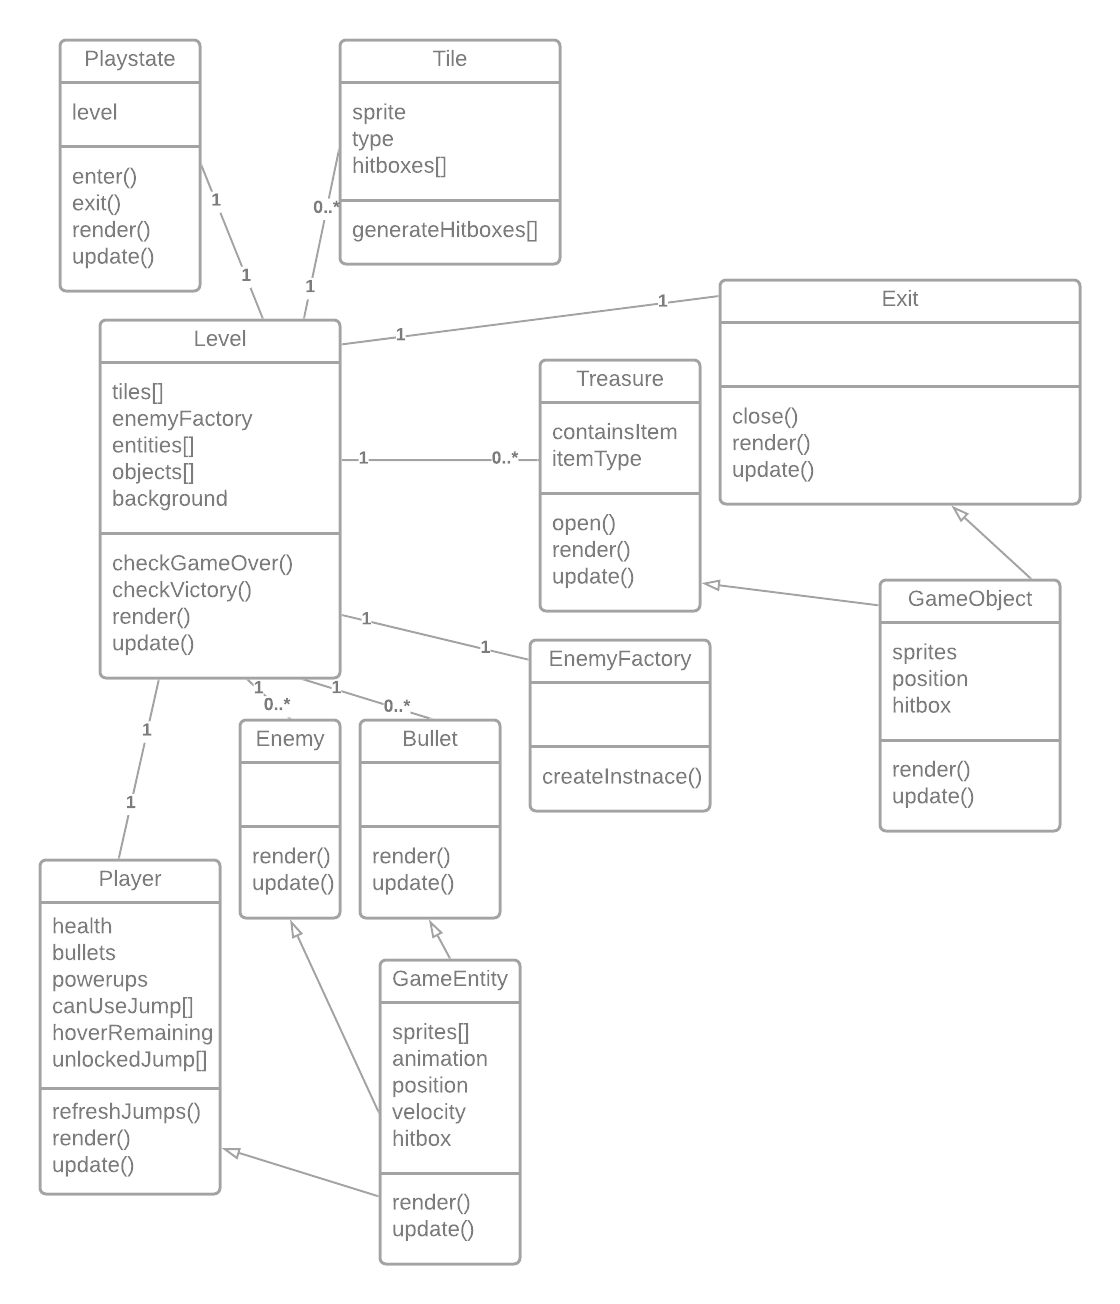 Playstate
level
enter()
exit()
render()
update()
Tile
sprite
type
hitboxes[]
generateHitboxes[]
1
1
0..*
1
Level
tiles[]
enemyFactory
entities[]
objects[]
background
checkGameOver()
checkVictory()
render()
update()
1
1
Exit
close()
render()
update()
1
0..*
Treasure
containsItem
itemType
open()
render()
update()
GameObject
sprites
position
hitbox
render()
update()
1
1
EnemyFactory
createInstnace()
1
0..*
1
0..*
Enemy
render()
update()
Bullet
render()
update()
1
1
Player
health
bullets
powerups
canUseJump[]
hoverRemaining
unlockedJump[]
refreshJumps()
render()
update()
GameEntity
sprites[]
animation
position
velocity
hitbox
render()
update()